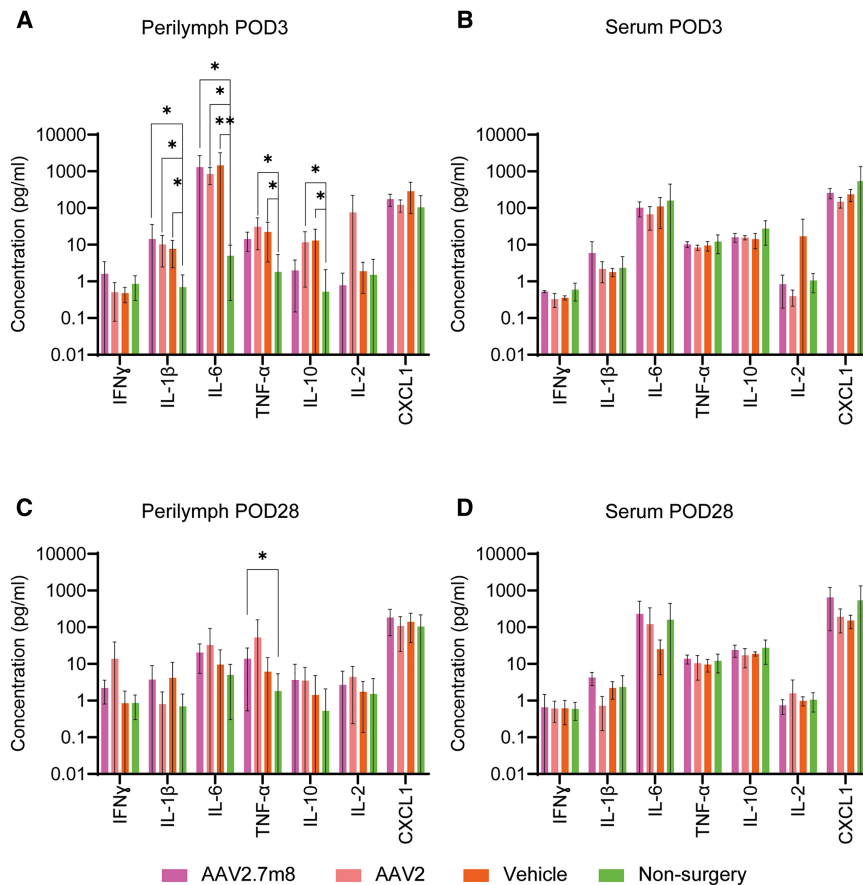 A
Perilymph POD3
Concentration (pg/ml)
10000
1000
100
10
1
0.1
0.01
*
*
*
*
*
**
*
*
*
*
IFNɣ
IL-1β
IL-6
TNF-α
IL-10
IL-2
CXCL1
B
Serum POD3
Concentration (pg/ml)
10000
1000
100
10
1
0.1
0.01
IFNɣ
IL-1β
IL-6
TNF-α
IL-10
IL-2
CXCL1
C
Perilymph POD28
Concentration (pg/ml)
10000
1000
100
10
1
0.1
0.01
*
IFNɣ
IL-1β
IL-6
TNF-α
IL-10
IL-2
CXCL1
D
Serum POD28
Concentration (pg/ml)
10000
1000
100
10
1
0.1
0.01
IFNɣ
IL-1β
IL-6
TNF-α
IL-10
IL-2
CXCL1
AAV2.7m8 AAV2 Vehicle Non-surgery